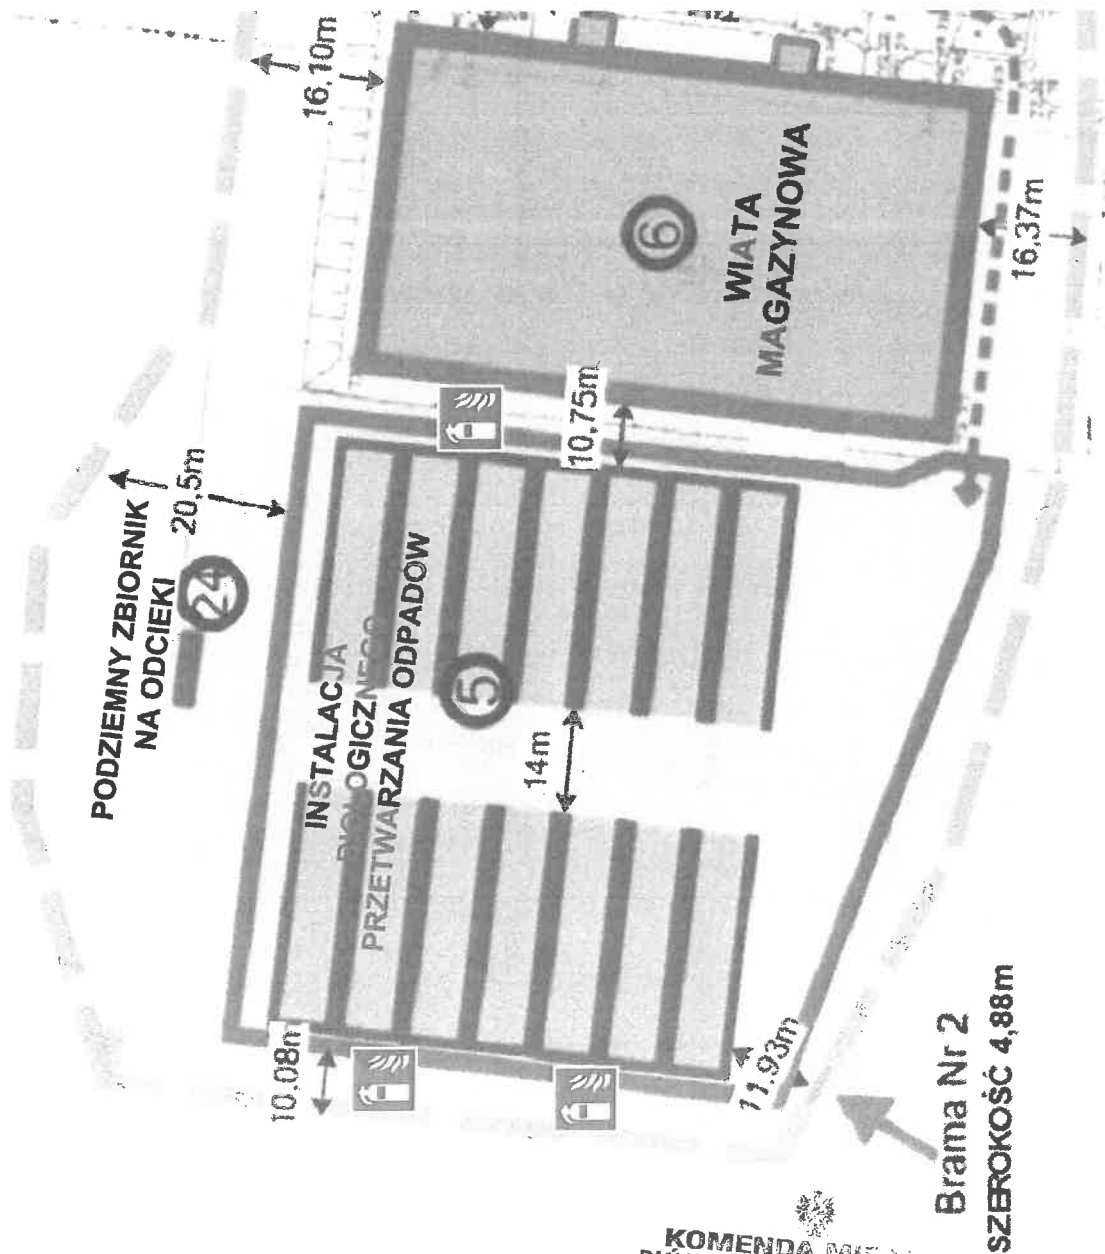 16,10m
WIATA
MAGAZYNOWA
6
16,37m
10,75m
PODZIEMNY ZBIORNIK
NA ODCIEKI
20,5m
24
INSTALACJA
BIOLOGICZNEGO
PRZETWARZANIA ODPADÓW
5
14m
10,08m
11,93m
Brama Nr 2
SZEROKOŚĆ 4,88m
KOMENDA